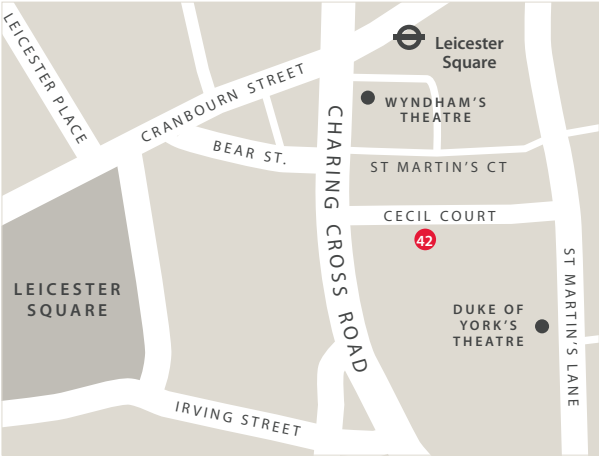 LEICESTER PLACE
CRANBOURN STREET
Leicester
Square
WYNDHAM'S
THEATRE
BEAR ST.
CHARING CROSS ROAD
ST MARTIN'S CT
CECIL COURT
42
LEICESTER
SQUARE
ST MARTIN'S LANE
DUKE OF
YORK'S
THEATRE
IRVING STREET